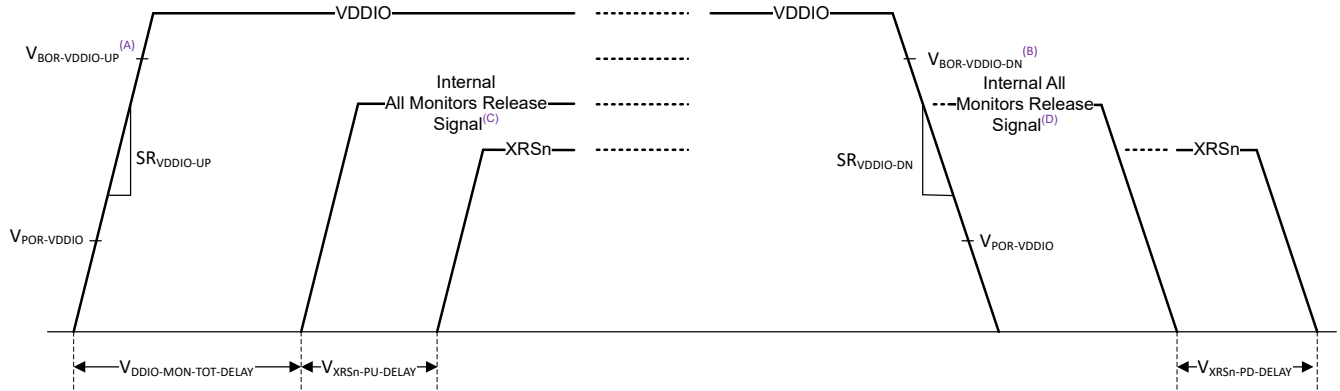 VDDIO
VDDIO
VBOR-VDDIO-UP(A)
VBOR-VDDIO-DN(B)
Internal
All Monitors Release
Signal(C)
Internal All
Monitors Release
Signal(D)
XRSn
XRSn
SRVDDIO-UP
SRVDDIO-DN
VPOR-VDDIO
VPOR-VDDIO
VDDIO-MON-TOT-DELAY
VXRSn-PU-DELAY
VXRSn-PD-DELAY